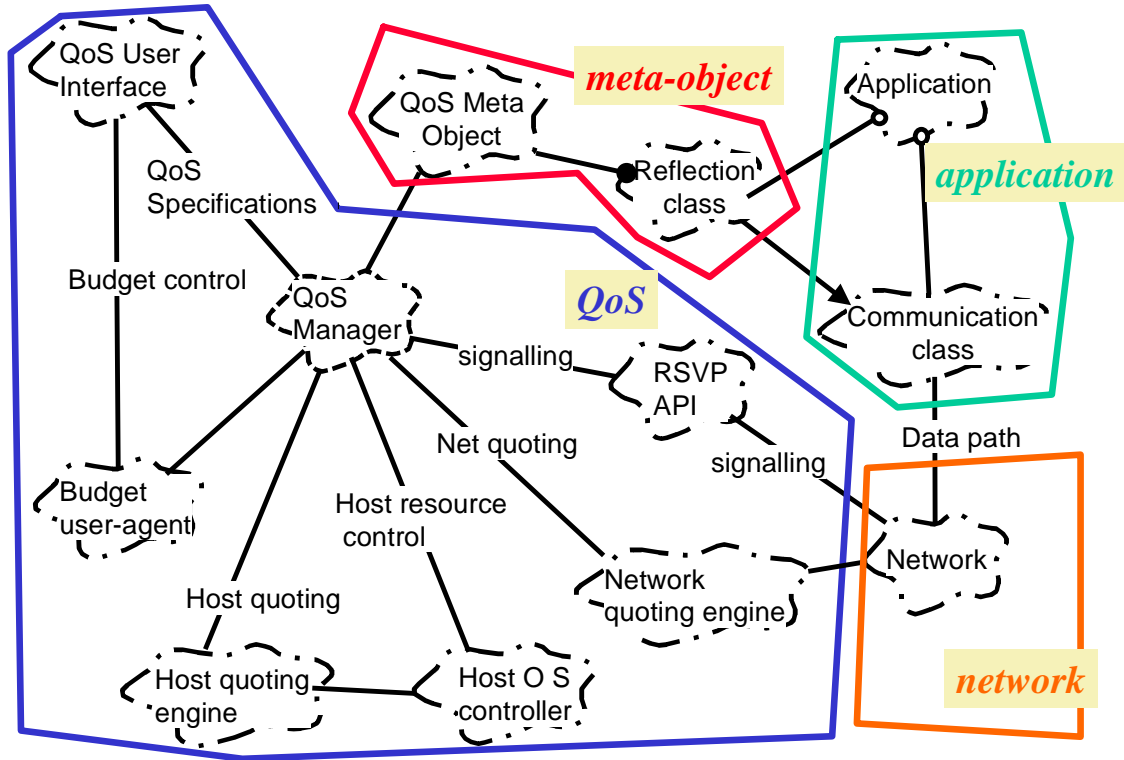 QoS User
Interface
meta-object
QoS Meta
Object
Application
Reflection
class
application
QoS
Specifications
Budget control
QoS
Manager
QoS
Communication
class
signalling
RSVP
API
Net quoting
signalling
Data path
Budget
user-agent
Host resource
control
Network
quoting engine
Network
Host quoting
Host quoting
engine
Host O S
controller
network